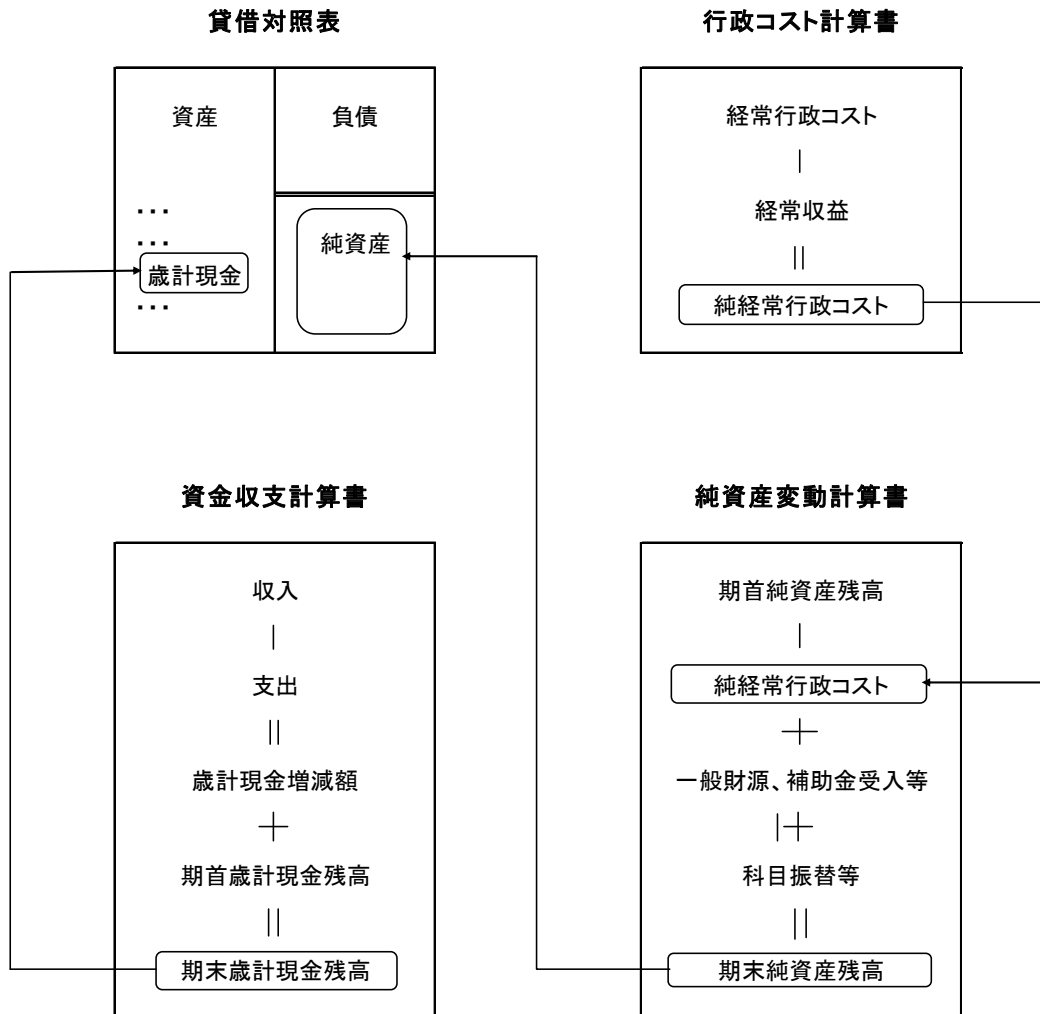 貸借対照表
資産
負債
・・・
・・・
歳計現金
・・・
純資産
行政コスト計算書
経常行政コスト
｜
経常収益
||
純経常行政コスト
資金収支計算書
収入
｜
支出
||
歳計現金増減額
＋
期首歳計現金残高
||
期末歳計現金残高
純資産変動計算書
期首純資産残高
｜
純経常行政コスト
＋
一般財源、補助金受入等
｜＋
科目振替等
||
期末純資産残高